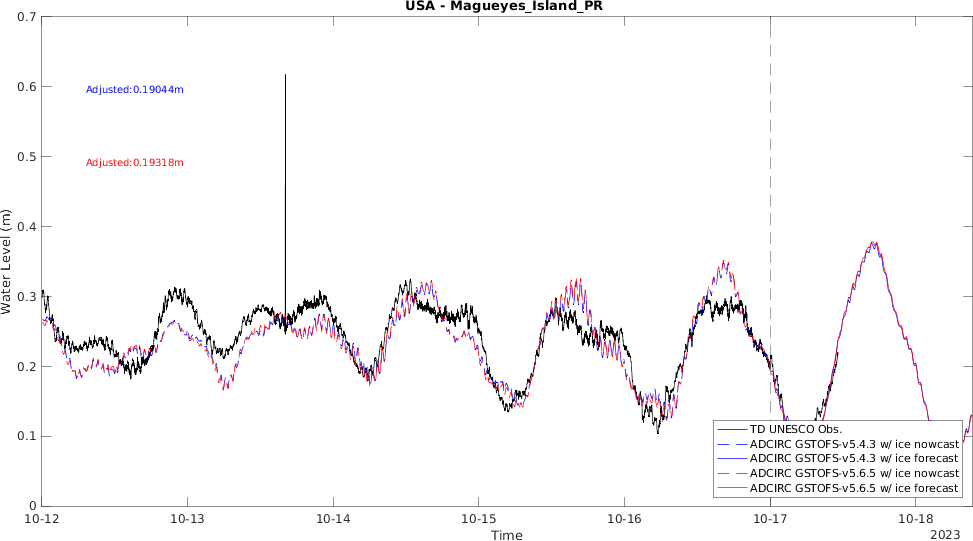 USA - Magueyes_Island_PR
0.7
0.6
0.5
0.4
0.3
0.2
0.1
0
Water Level (m)
Adjusted:0.19044m
Adjusted:0.19318m
TD UNESCO Obs.
ADCIRC GSTOFS-v5.4.3 w/ ice nowcast
ADCIRC GSTOFS-v5.4.3 w/ ice forecast
ADCIRC GSTOFS-v5.6.5 w/ ice nowcast
ADCIRC GSTOFS-v5.6.5 w/ ice forecast
10-12 10-13 10-14 10-15 10-16 10-17 10-18
Time
2023